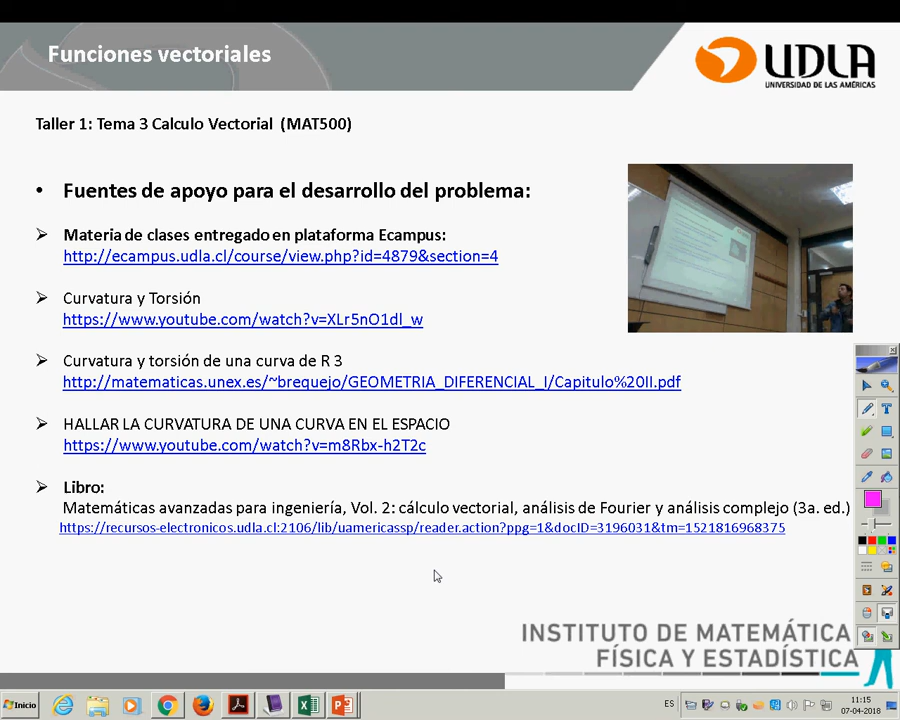 Funciones vectoriales
UDLA
UNIVERSIDAD DE LAS AMÉRICAS
Taller 1: Tema 3 Calculo Vectorial (MAT500)
• Fuentes de apoyo para el desarrollo del problema:
Materia de clases entregado en plataforma Ecampus:
http://ecampus.udla.cl/course/view.php?id=4879&section=4
Curvatura y Torsión
https://www.youtube.com/watch?v=XLr5nO1dl_w
Curvatura y torsión de una curva de R 3
http://matematicas.unex.es/~brequejo/GEOMETRIA_DIFERENCIAL_I/Capitulo%20II.pdf
HALLAR LA CURVATURA DE UNA CURVA EN EL ESPACIO
https://www.youtube.com/watch?v=m8Rbx-h2T2c
Libro:
Matemáticas avanzadas para ingeniería, Vol. 2: cálculo vectorial, análisis de Fourier y análisis complejo (3a. ed.)
https://recursos-electronicos.udla.cl:2106/lib/uamericassp/reader.action?ppg=1&docID=3196031&tm=1521816968375
INSTITUTO DE MATEMÁTICA
FÍSICA Y ESTADÍSTICA
Inicio
ES
11:15
07-04-2018